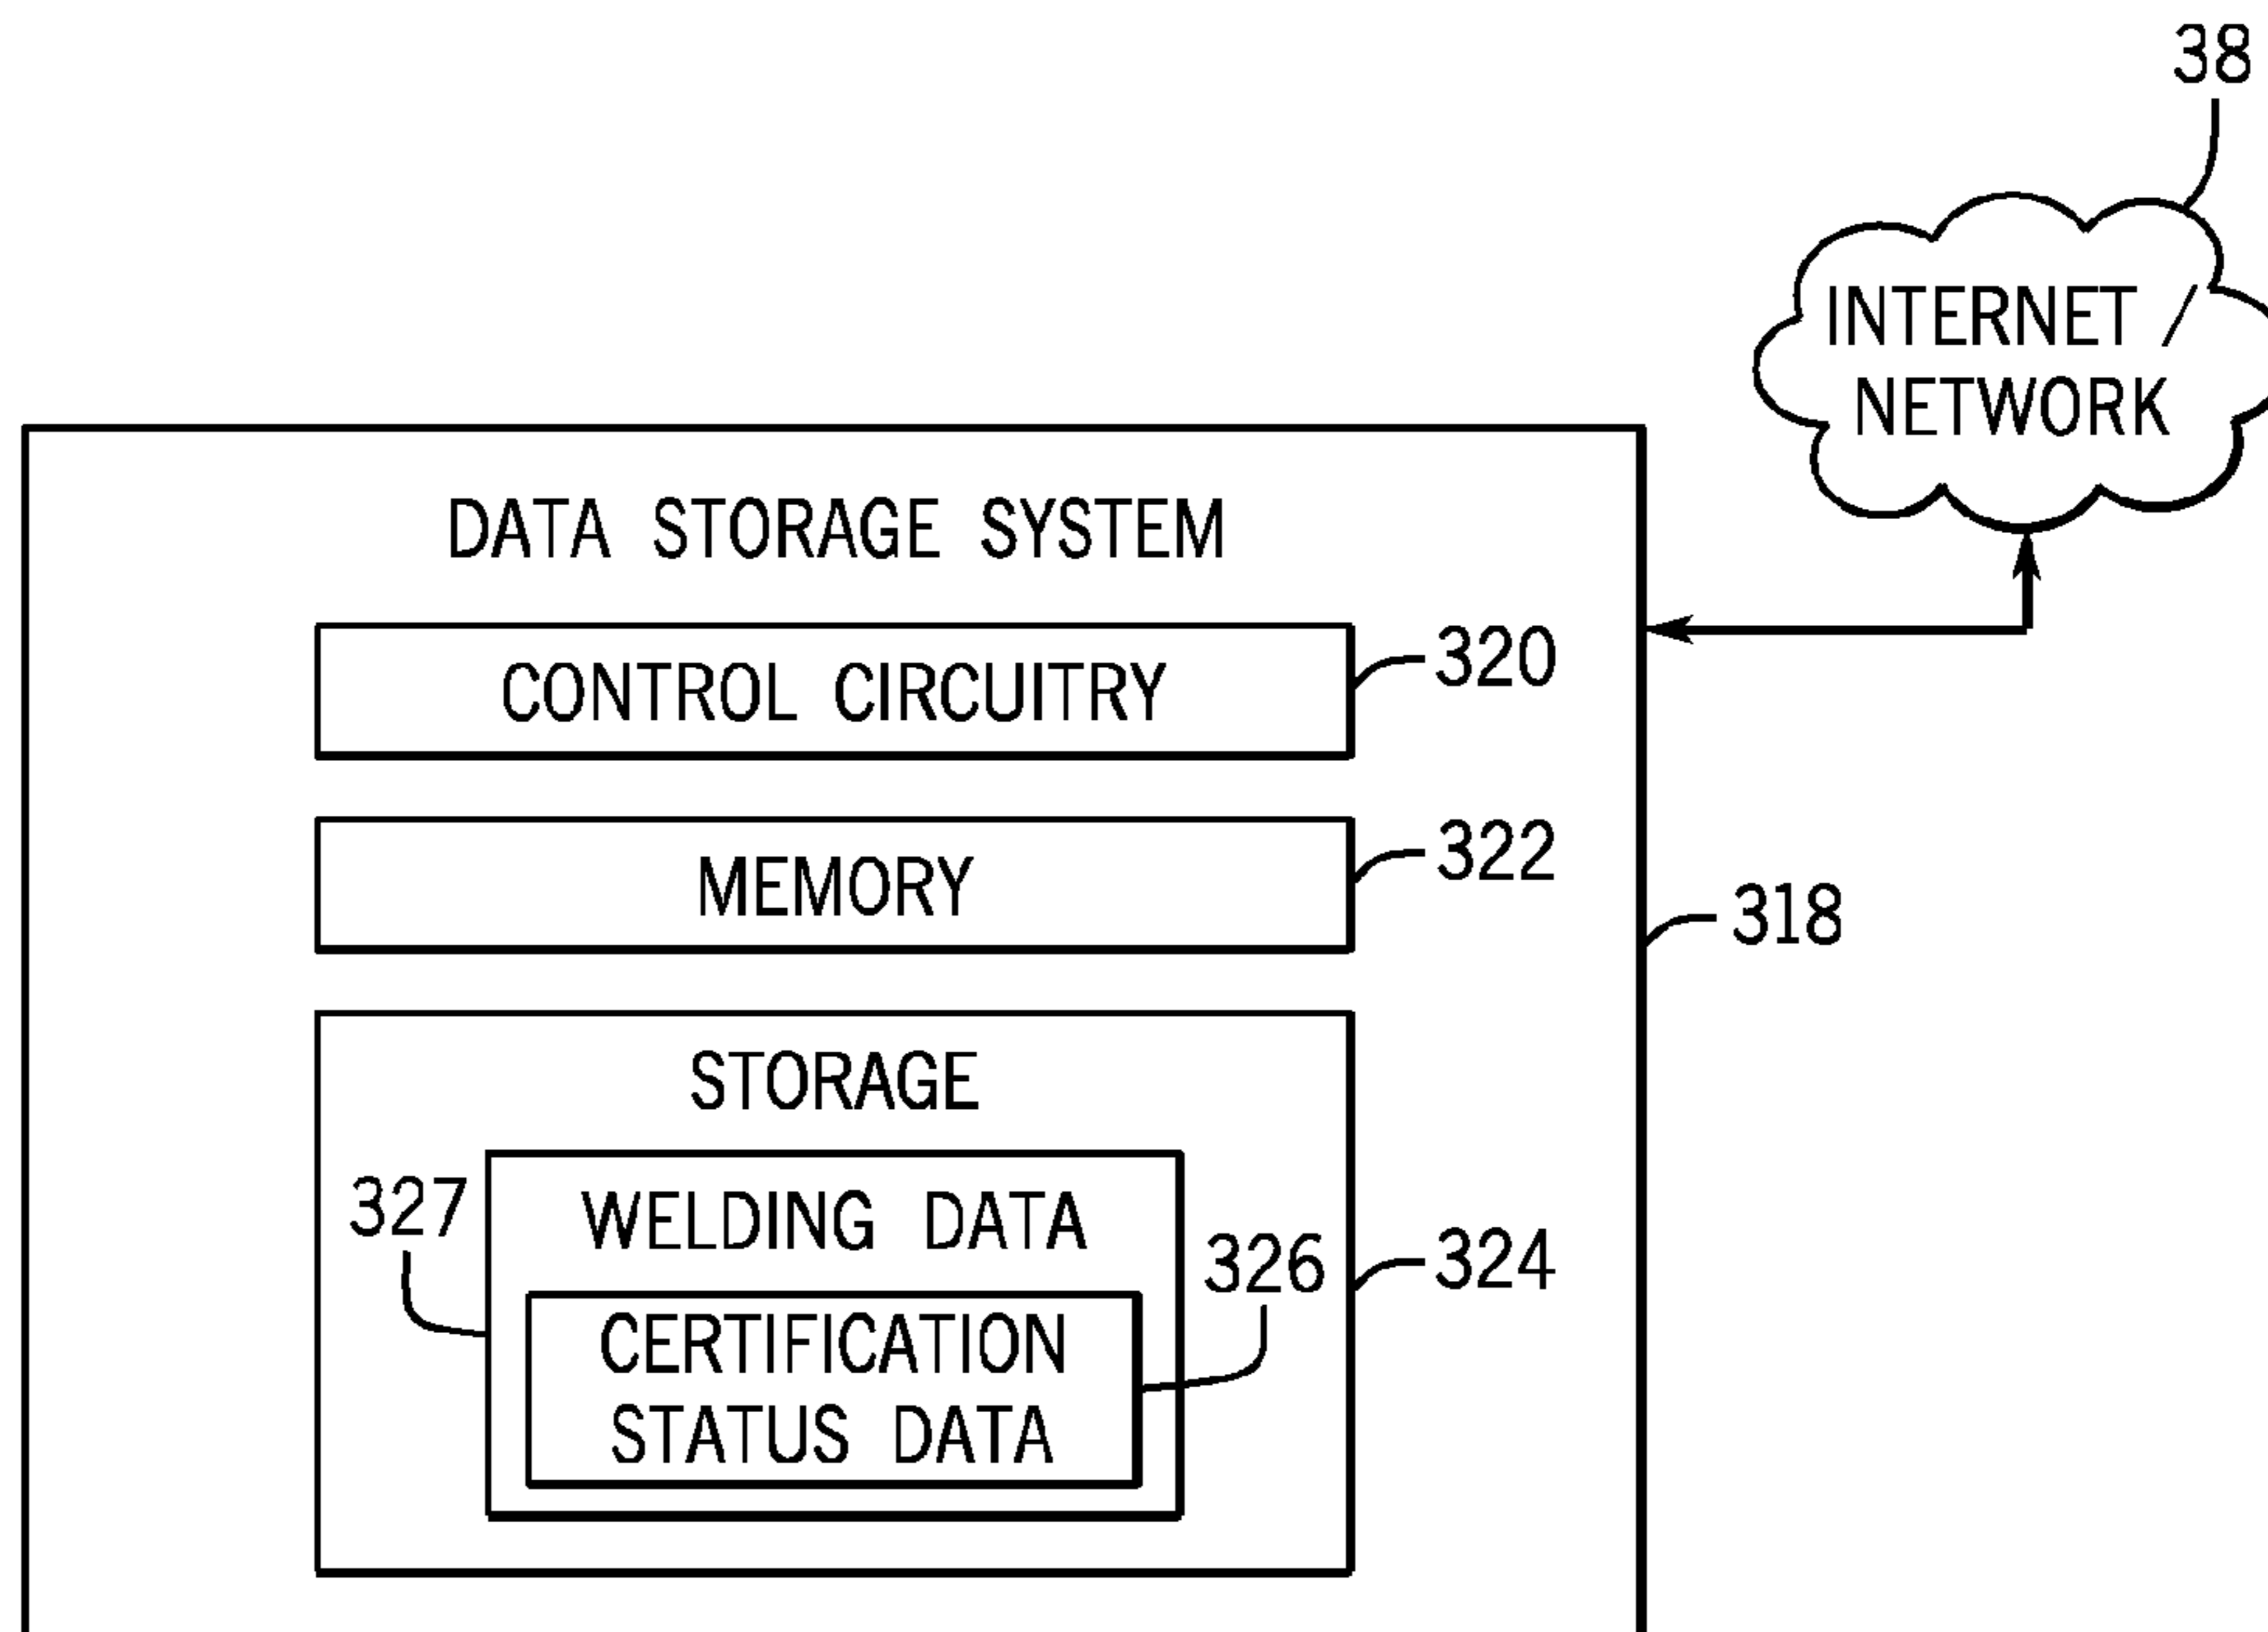 38
INTERNET /
NETWORK
DATA STORAGE SYSTEM
CONTROL CIRCUITRY
320
MEMORY
322
318
STORAGE
327
WELDING DATA
326
324
CERTIFICATION
STATUS DATA